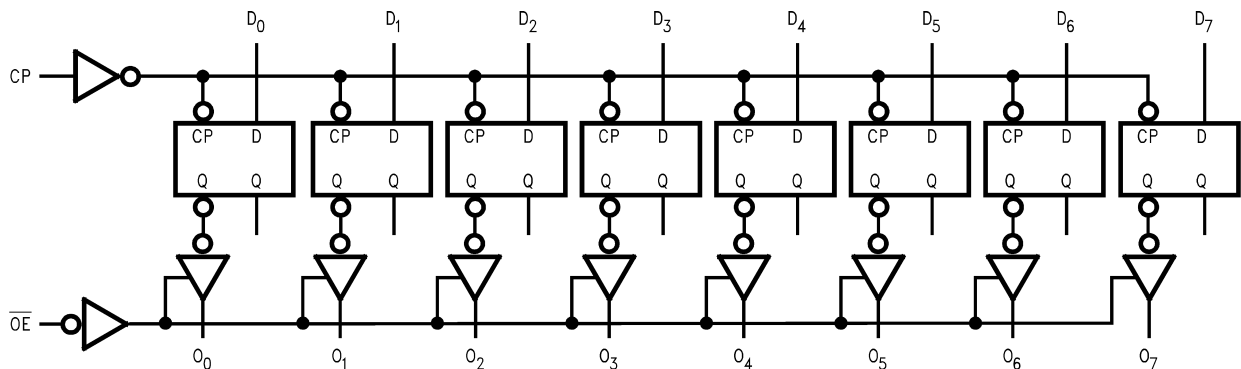 D₀ D₁ D₂ D₃ D₄ D₅ D₆ D₇
CP
CP D CP D CP D CP D CP D CP D CP D CP D
Q Q Q Q Q Q Q Q Q Q Q Q Q Q Q Q
O̅E̅
O₀ O₁ O₂ O₃ O₄ O₅ O₆ O₇